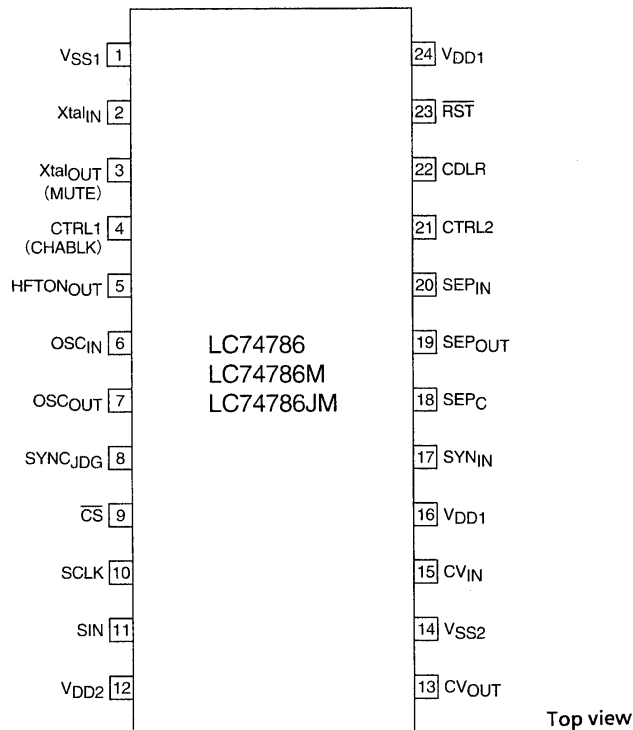 VSS1 1
XtalIN 2
XtalOUT 3
(MUTE)
CTRL1 4
(CHABLK)
HFTONOUT 5
OSCIN 6
OSCOUT 7
SYNCJDG 8
CS 9
SCLK 10
SIN 11
VDD2 12
LC74786
LC74786M
LC74786JM
24 VDD1
23 RST
22 CDLR
21 CTRL2
20 SEPIN
19 SEPOUT
18 SEPC
17 SYNIN
16 VDD1
15 CVIN
14 VSS2
13 CVOUT
Top view